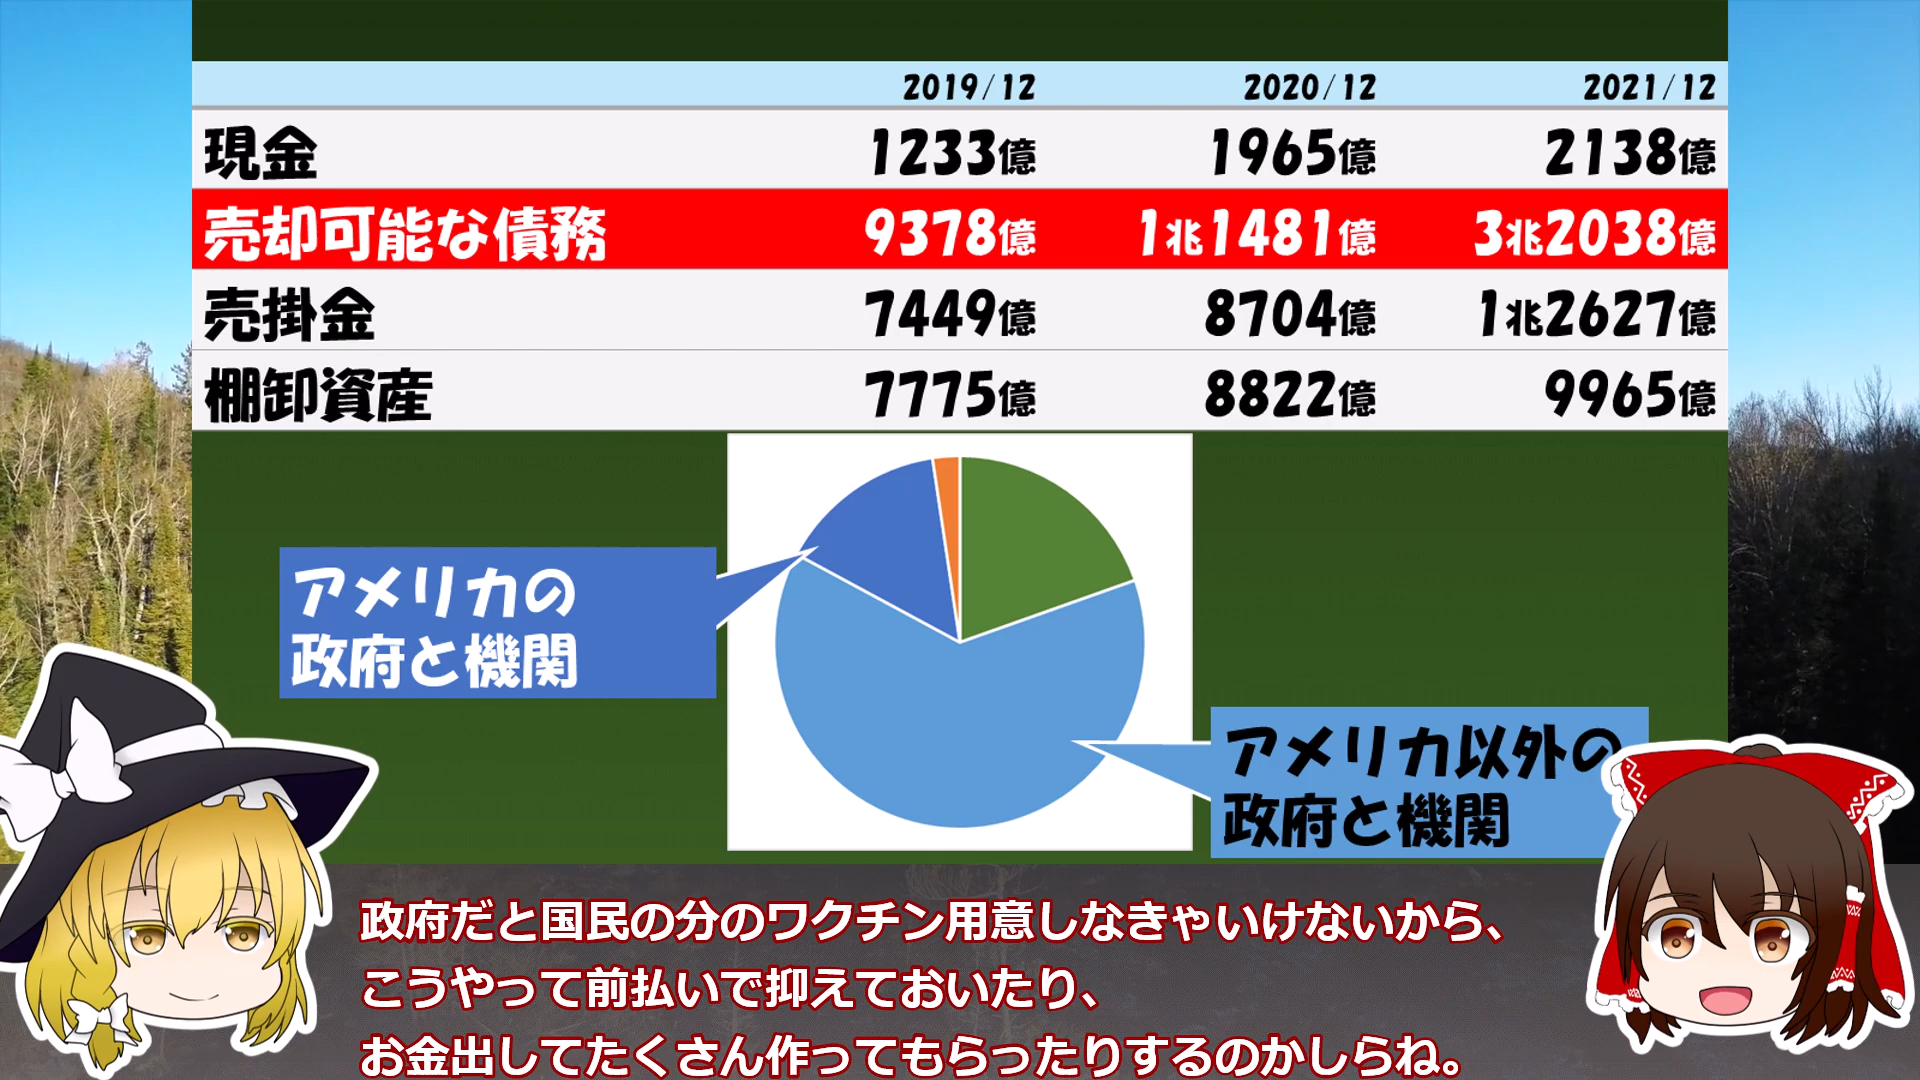 2019/12 2020/12 2021/12
現金 1233億 1965億 2138億
売却可能な債務 9378億 1兆1481億 3兆2038億
売掛金 7449億 8704億 1兆2627億
棚卸資産 7775億 8822億 9965億
アメリカの
政府と機関
アメリカ以外の
政府と機関
政府だと国民の分のワクチン用意しなきゃいけないから、
こうやって前払いで抑えておいたり、
お金出してたくさん作ってもらったりするのかしらね。